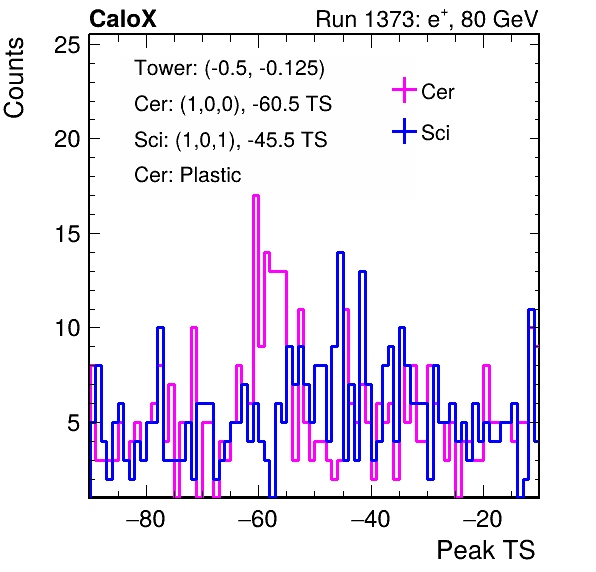 CaloX Run 1373: e⁺, 80 GeV
Counts
25
20
15
10
5
Tower: (-0.5, -0.125)
Cer: (1,0,0), -60.5 TS
Sci: (1,0,1), -45.5 TS
Cer: Plastic
Cer
Sci
−80 −60 −40 −20
Peak TS